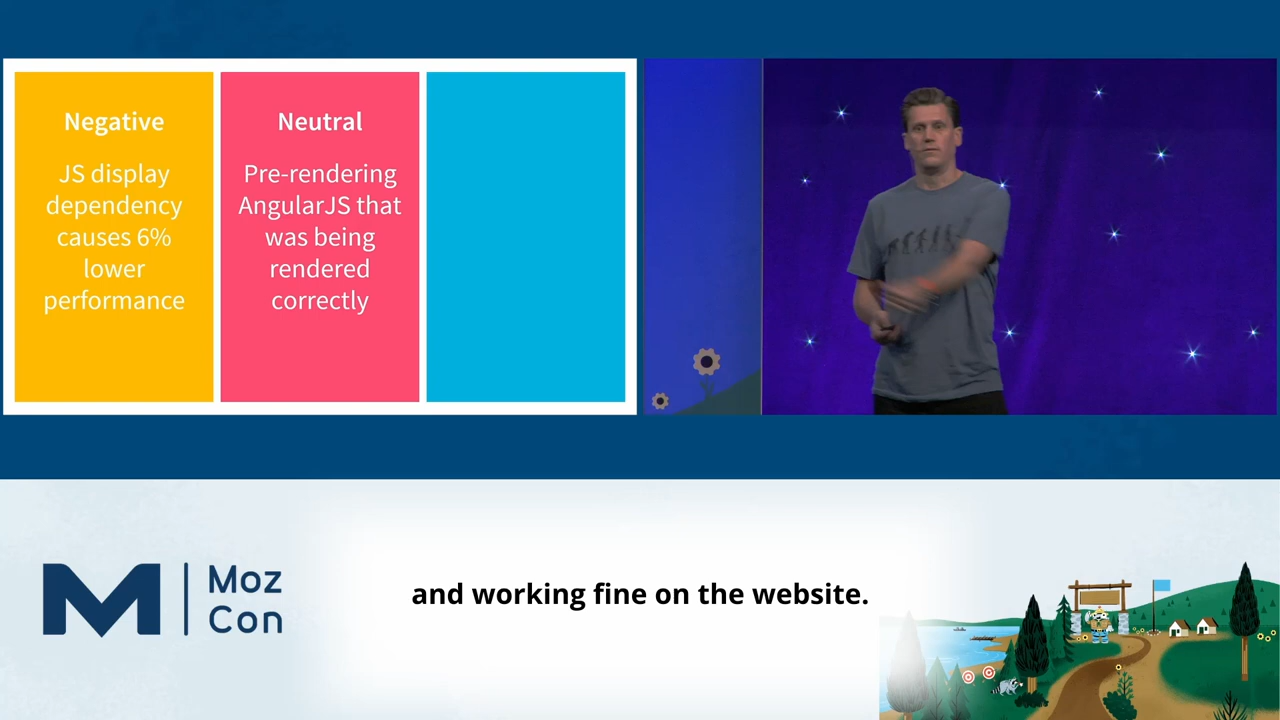 Negative
JS display
dependency
causes 6%
lower
performance
Neutral
Pre-rendering
AngularJS that
was being
rendered
correctly
Moz
Con
and working fine on the website.